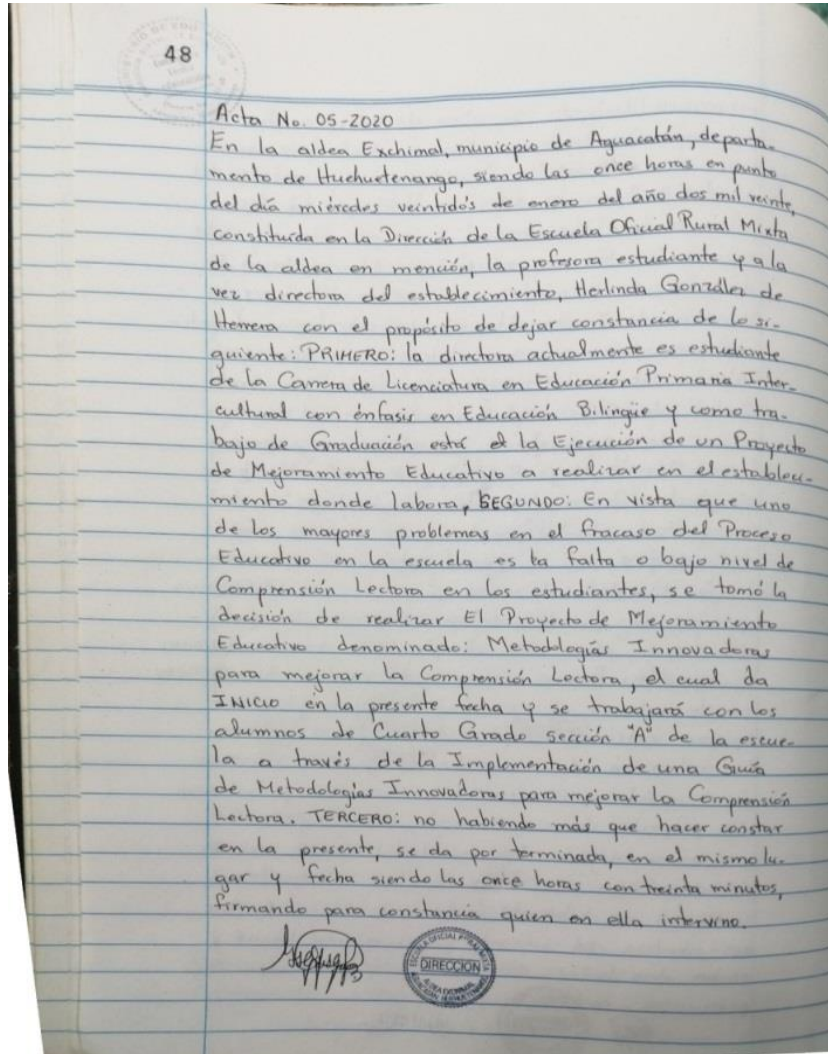 48
Acta No. 05-2020
En la aldea Exchimal, municipio de Aguacatán, departa-
mento de Huehuetenango, siendo las once horas en punto
del día miércoles veintidós de enero del año dos mil veinte,
constituida en la Dirección de la Escuela Oficial Rural Mixta
de la aldea en mención, la profesora estudiante y a la
vez directora del establecimiento, Herlinda González de
Herrera con el propósito de dejar constancia de lo si-
guiente: PRIMERO: la directora actualmente es estudiante
de la Carrera de Licenciatura en Educación Primaria Inter-
cultural con énfasis en Educación Bilingüe y como tra-
bajo de Graduación está la Ejecución de un Proyecto
de Mejoramiento Educativo a realizar en el estableci-
miento donde labora, SEGUNDO: En vista que uno
de los mayores problemas en el fracaso del Proceso
Educativo en la escuela es la falta o bajo nivel de
Comprensión Lectora en los estudiantes, se tomó la
decisión de realizar El Proyecto de Mejoramiento
Educativo denominado: Metodologías Innovadoras
para mejorar la Comprensión Lectora, el cual da
INICIO en la presente fecha y se trabajará con los
alumnos de Cuarto Grado sección "A" de la escue-
la a través de la Implementación de una Guía
de Metodologías Innovadoras para mejorar la Comprensión
Lectora. TERCERO: no habiendo más que hacer constar
en la presente, se da por terminada, en el mismo lu-
gar y fecha siendo las once horas con treinta minutos,
firmando para constancia quien en ella intervino.
DIRECCION